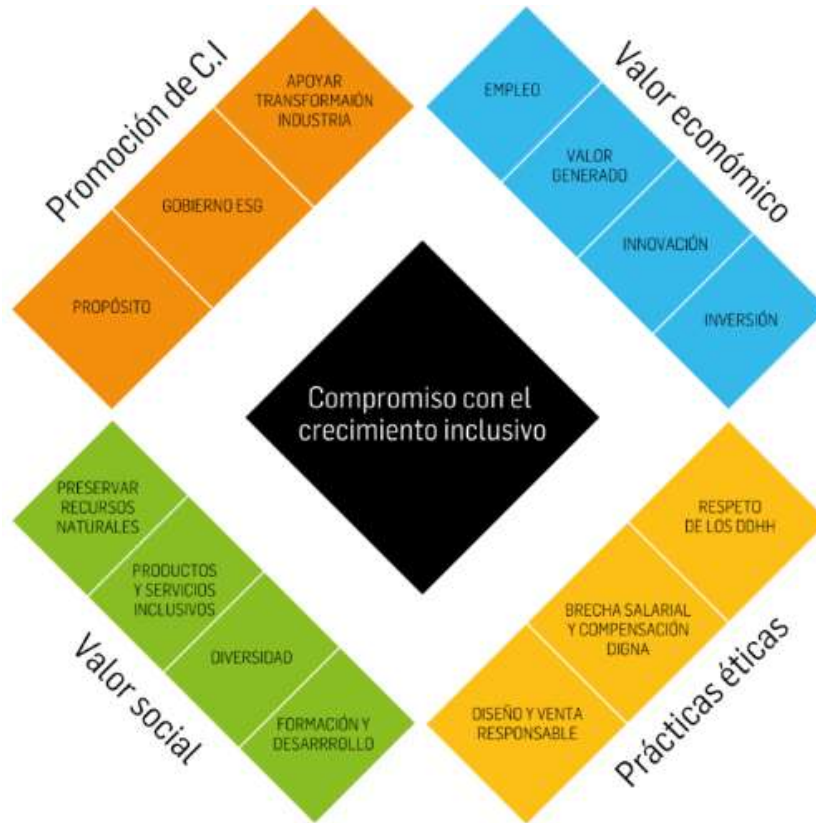 Promoción de C.I
APOYAR
TRANSFORMAIÓN
INDUSTRIA
GOBIERNO ESG
PROPÓSITO
Valor económico
EMPLEO
VALOR
GENERADO
INNOVACIÓN
INVERSIÓN
Compromiso con el
crecimiento inclusivo
Valor social
PRESERVAR
RECURSOS
NATURALES
PRODUCTOS
Y SERVICIOS
INCLUSIVOS
DIVERSIDAD
FORMACIÓN Y
DESARRROLLO
Prácticas éticas
RESPETO
DE LOS DDHH
BRECHA SALARIAL
Y COMPENSACIÓN
DIGNA
DISEÑO Y VENTA
RESPONSABLE